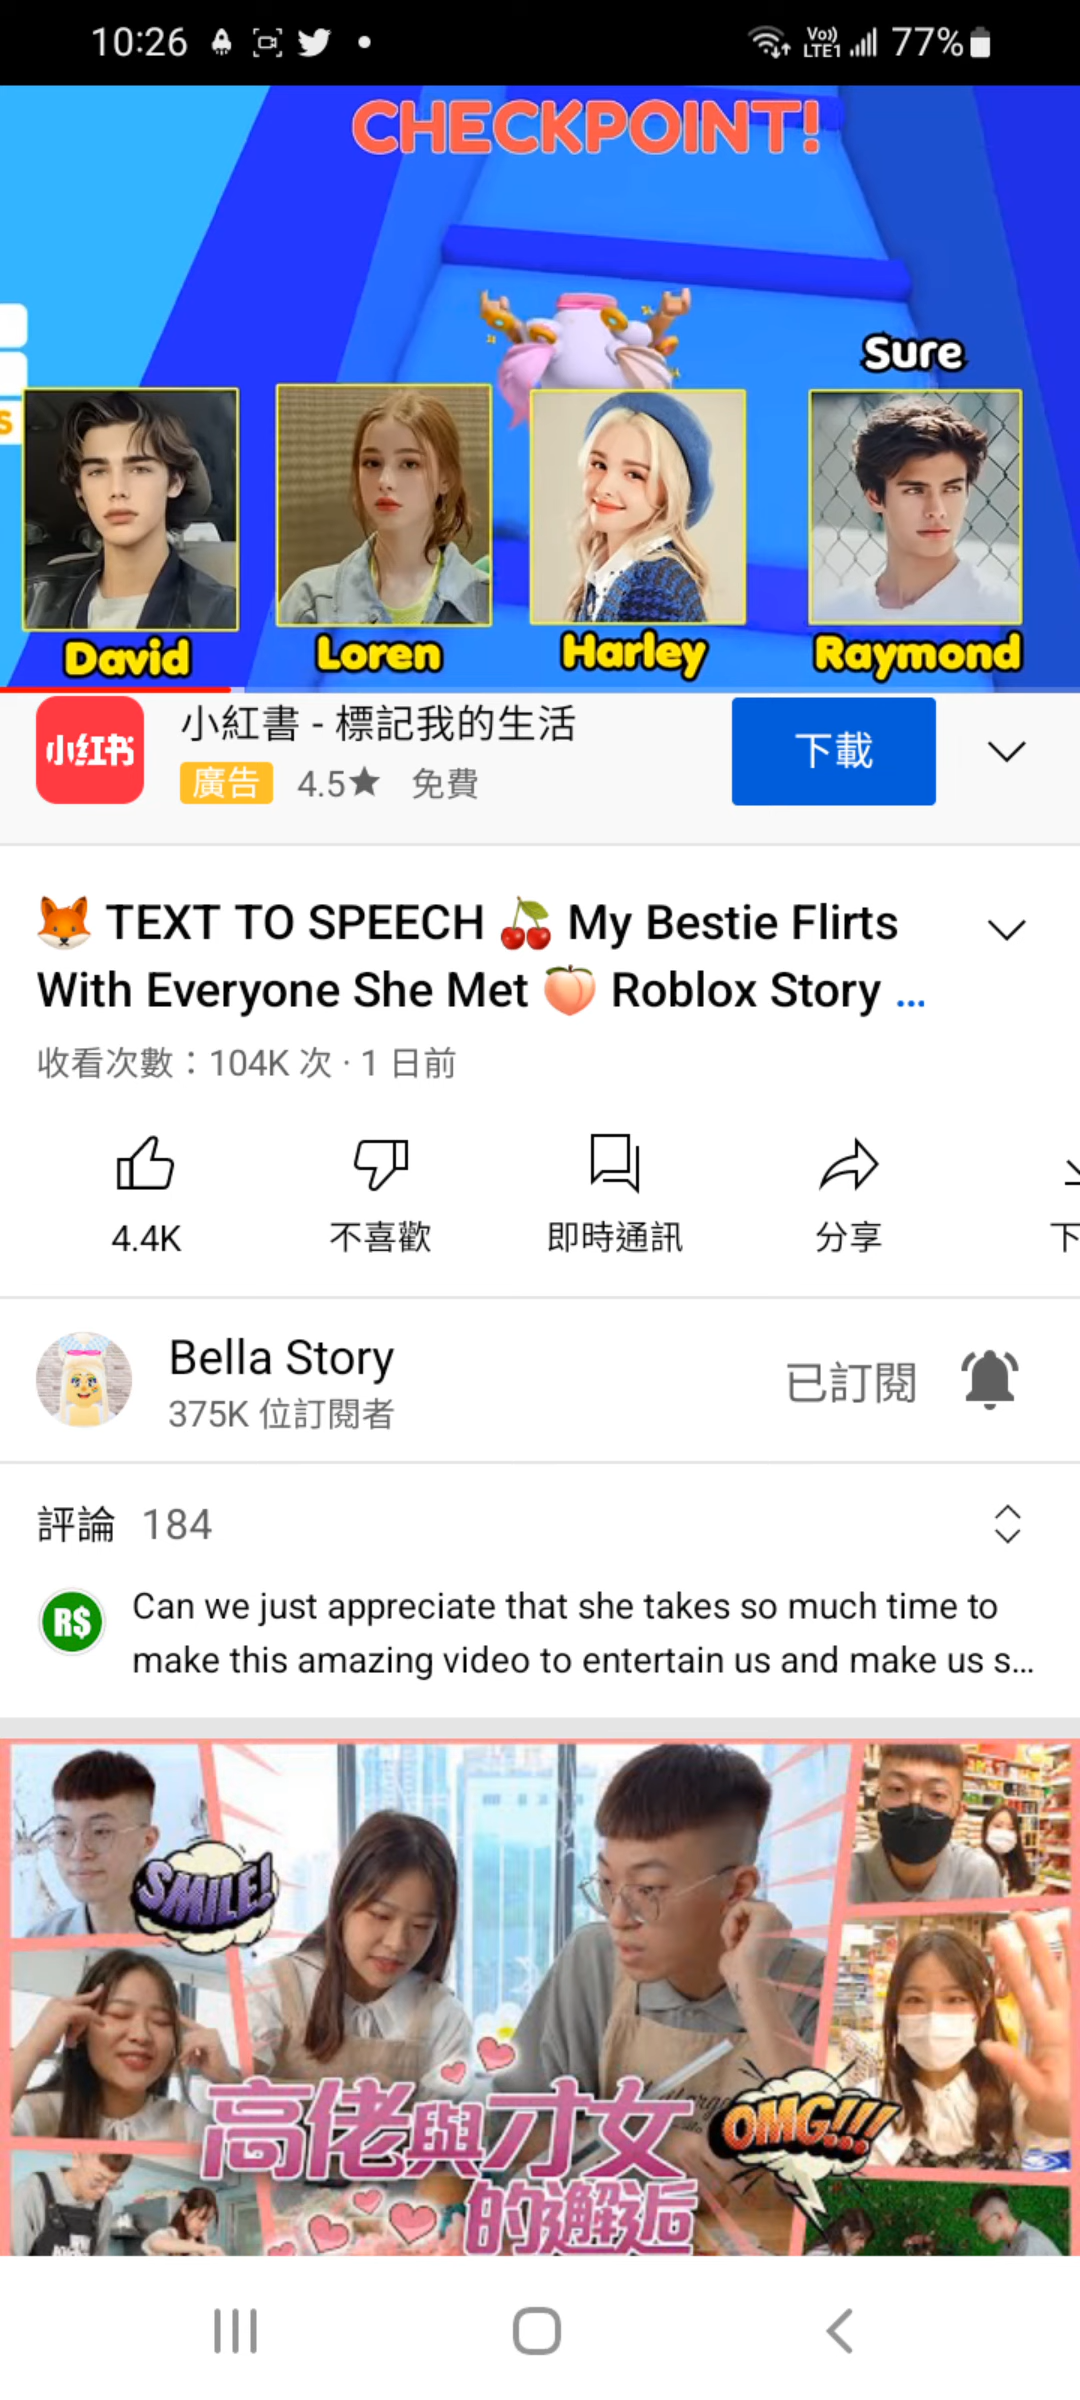 10:26
Vo))
LTE1
77%
CHECKPOINT!
Sure
S
David
Loren
Harley
Raymond
小红书
小紅書 - 標記我的生活
廣告 4.5★ 免費
下載
🦊 TEXT TO SPEECH 🍒 My Bestie Flirts
With Everyone She Met 🍑 Roblox Story ...
收看次數：104K 次 · 1 日前
4.4K
不喜歡
即時通訊
分享
下
Bella Story
375K 位訂閱者
已訂閱
評論 184
R$
Can we just appreciate that she takes so much time to
make this amazing video to entertain us and make us s...
SMILE!
高佬與才女
的邂逅
OMG!!!